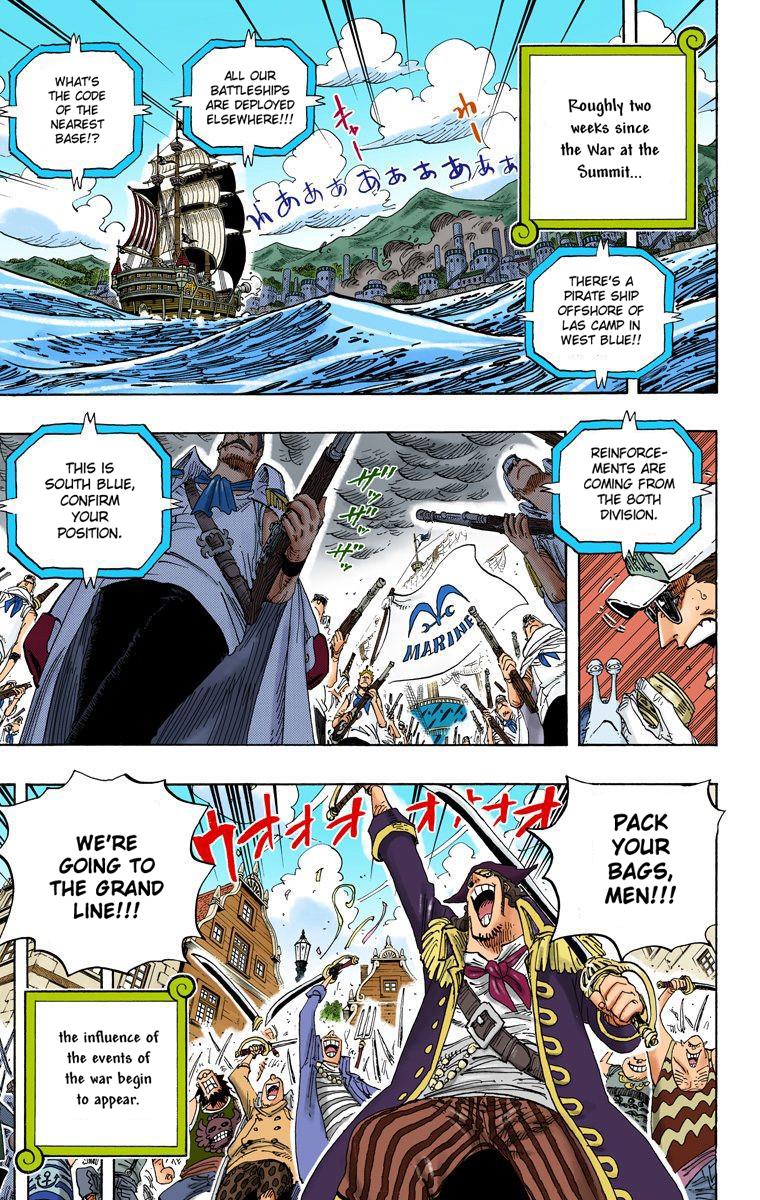 Roughly two
weeks since
the War at the
Summit...
THERE'S A
PIRATE SHIP
OFFSHORE OF
LAS CAMP IN
WEST BLUE!!
ALL OUR
BATTLESHIPS
ARE DEPLOYED
ELSEWHERE!!!
WHAT'S
THE CODE
OF THE
NEAREST
BASE!?
キャー
わー
わああああああああ
REINFORCE-
MENTS ARE
COMING FROM
THE 80TH
DIVISION.
MARINE
THIS IS
SOUTH BLUE,
CONFIRM
YOUR
POSITION.
ザッ
ザッ
ザッ
MARINE
PACK
YOUR
BAGS,
MEN!!!
ウオオオオオオオ
WE'RE
GOING TO
THE GRAND
LINE!!!
the influence of
the events of
the war begin
to appear.